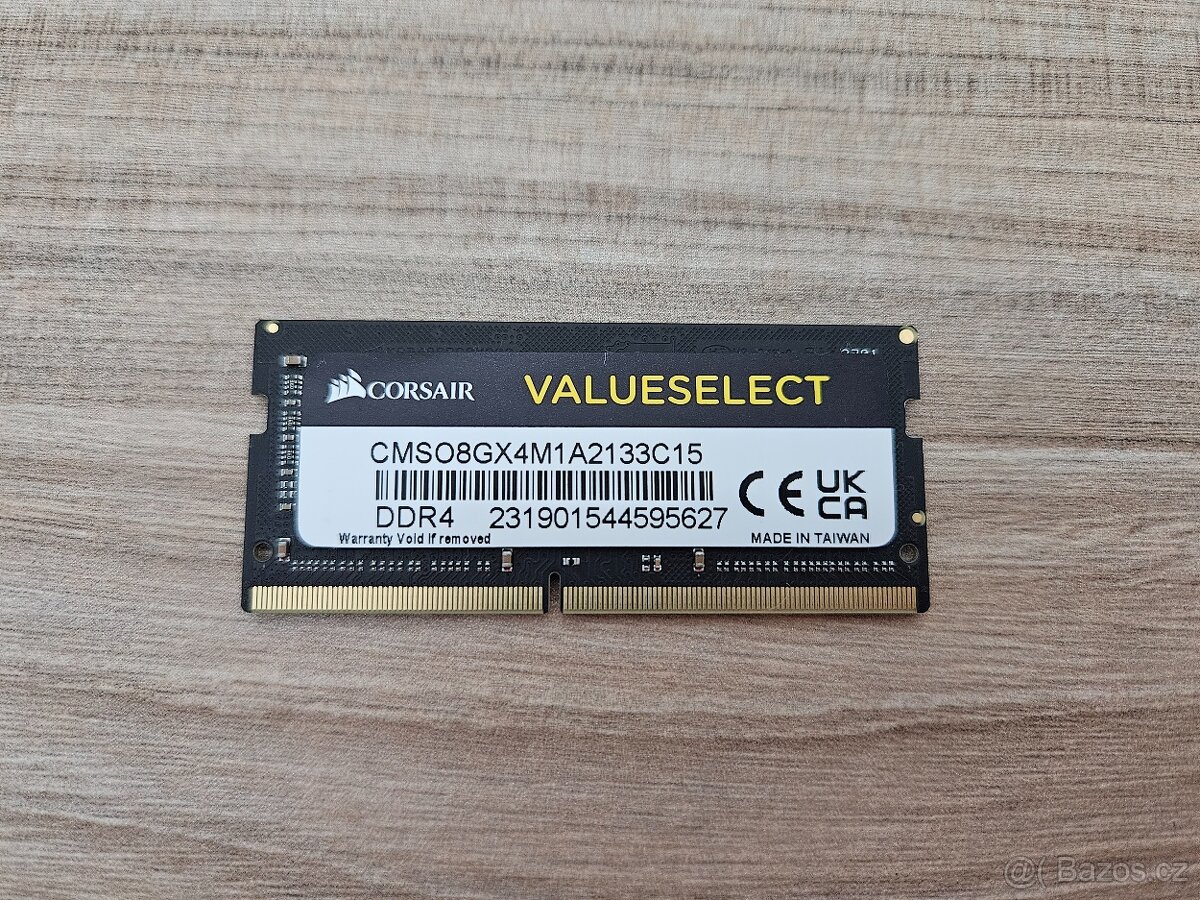 CORSAIR VALUESELECT
CMSO8GX4M1A2133C15
DDR4 231901544595627
CE UK CA
Warranty Void if removed
MADE IN TAIWAN
@( Bazos.cz